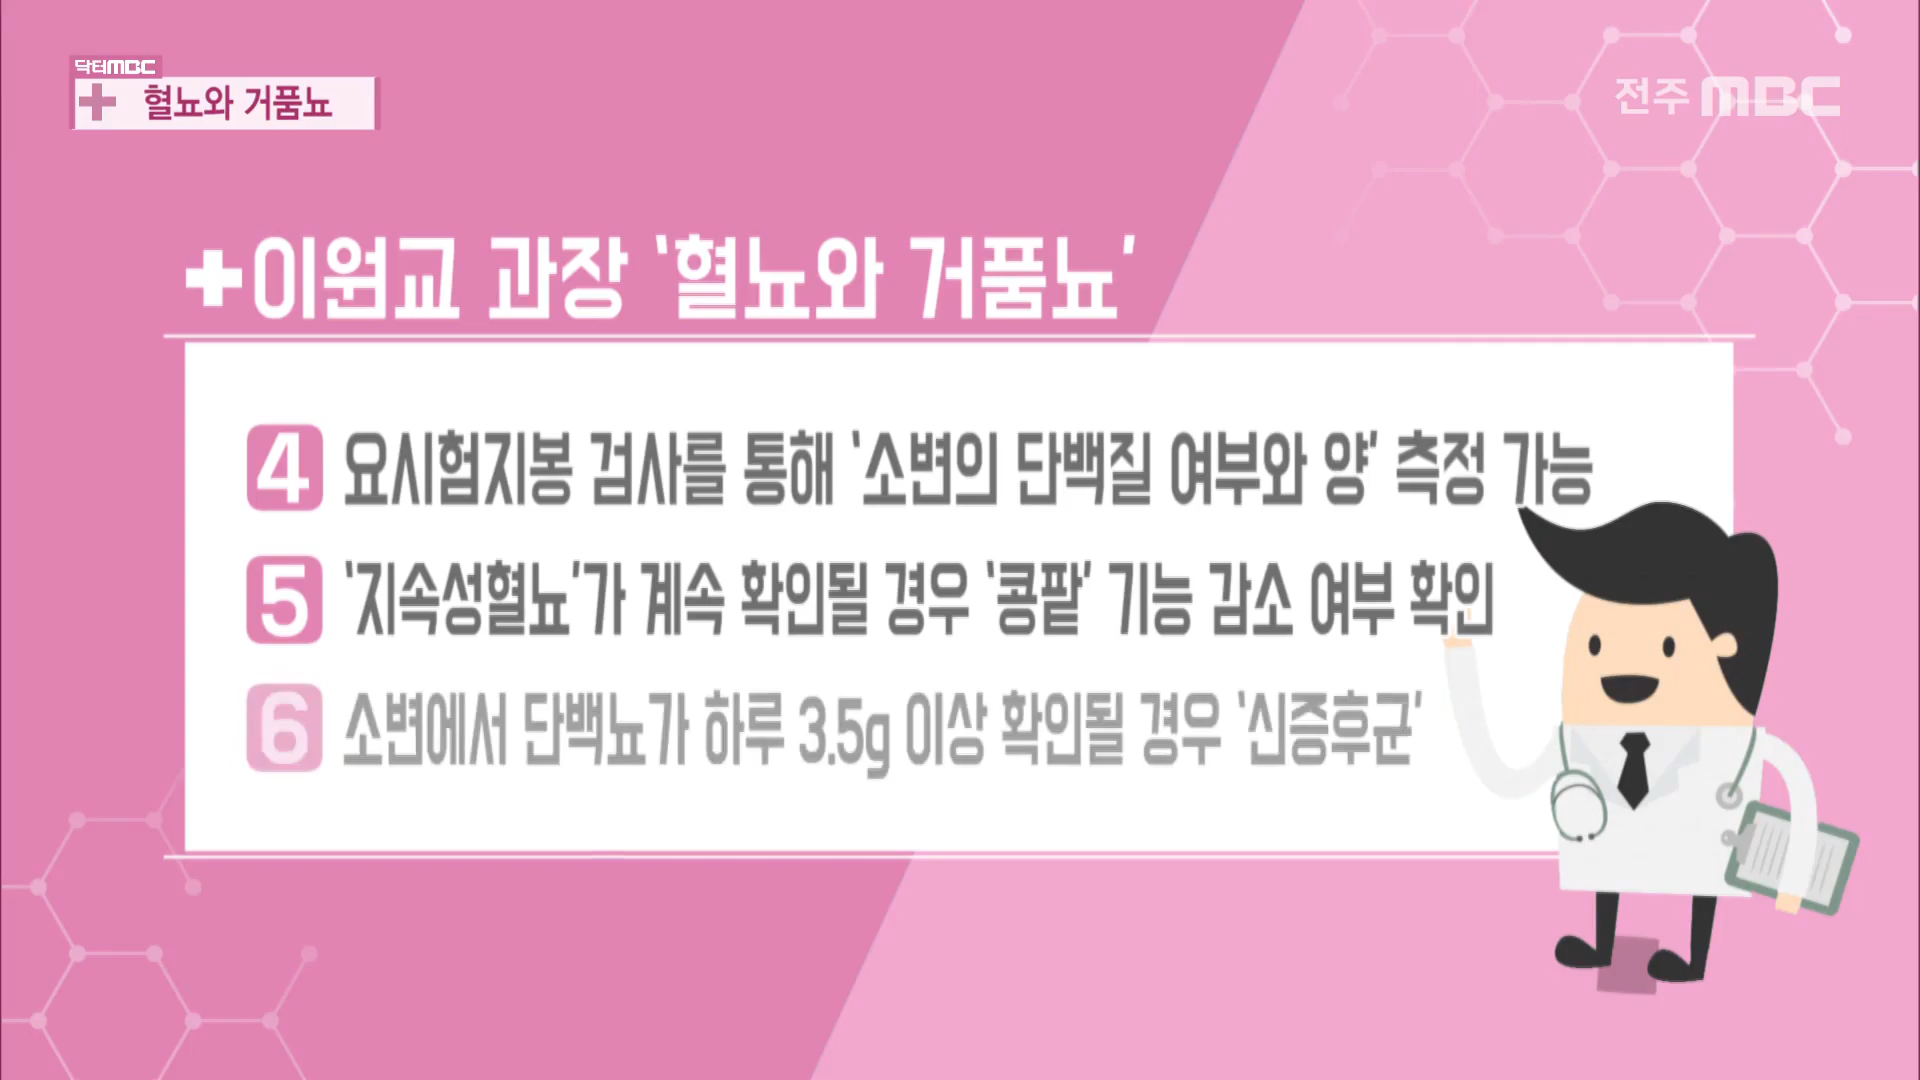 닥터MBC
혈뇨와 거품뇨
전주 MBC
이원교 과장 '혈뇨와 거품뇨'
4 요시험지봉 검사를 통해 '소변의 단백질 여부와 양' 측정 가능
5 '지속성혈뇨'가 계속 확인될 경우 '콩팥' 기능 감소 여부 확인
6 소변에서 단백뇨가 하루 3.5g 이상 확인될 경우 '신증후군'